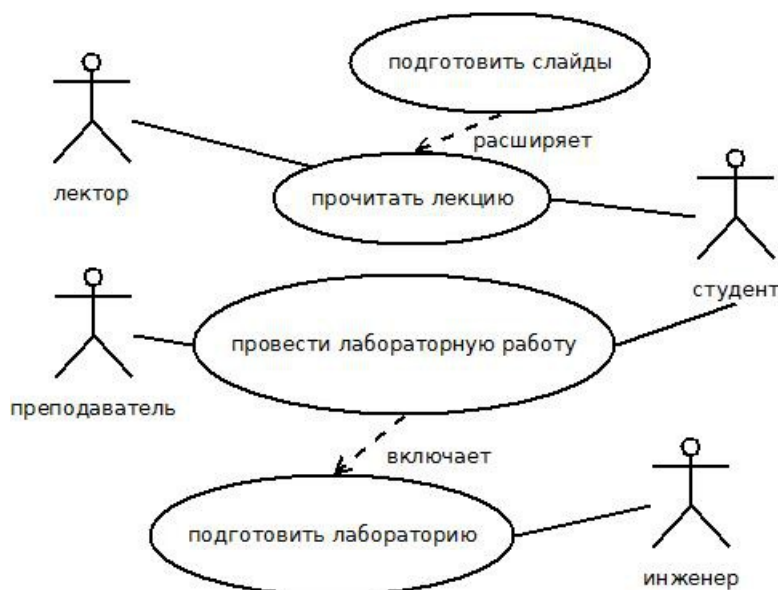 подготовить слайды
расширяет
лектор
прочитать лекцию
студент
провести лабораторную работу
преподаватель
включает
подготовить лабораторию
инженер